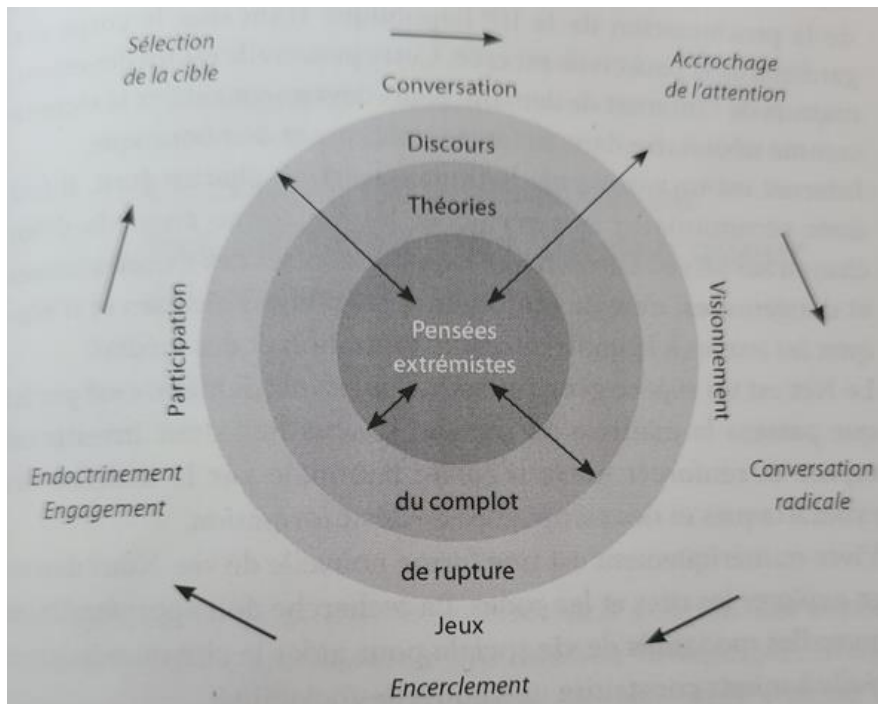 Sélection
de la cible
Accrochage
de l'attention
Conversation
Discours
Théories
Participation
Visionnement
Pensées
extrémistes
Endoctrinement
Engagement
Conversation
radicale
du complot
de rupture
Jeux
Encerclement